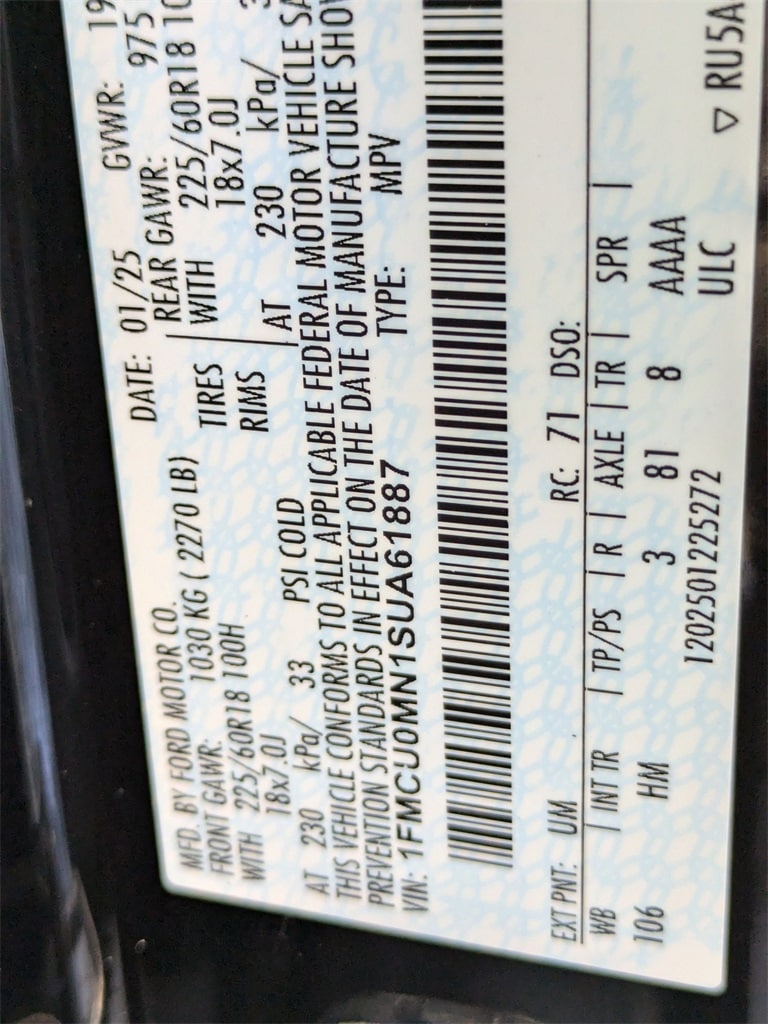 MFD. BY FORD MOTOR CO. DATE: 01/25 GVWR: 19
FRONT GAWR: 1030 KG ( 2270 LB) REAR GAWR: 975
WITH 225/60R18 100H TIRES WITH 225/60R18 10
18x7.0J RIMS 18x7.0J
AT 230 kPa/ 33 PSI COLD AT 230 kPa/ 3
THIS VEHICLE CONFORMS TO ALL APPLICABLE FEDERAL MOTOR VEHICLE SA
PREVENTION STANDARDS IN EFFECT ON THE DATE OF MANUFACTURE SHOW
VIN: 1FMCU0MN1SUA61887 TYPE: MPV
EXT PNT: UM RC: 71 DSO:
WB | INT TR | TP/PS | R | AXLE | TR | SPR |
106 HM 3 81 8 AAAA
1202501225272 ULC
▽ RU5A